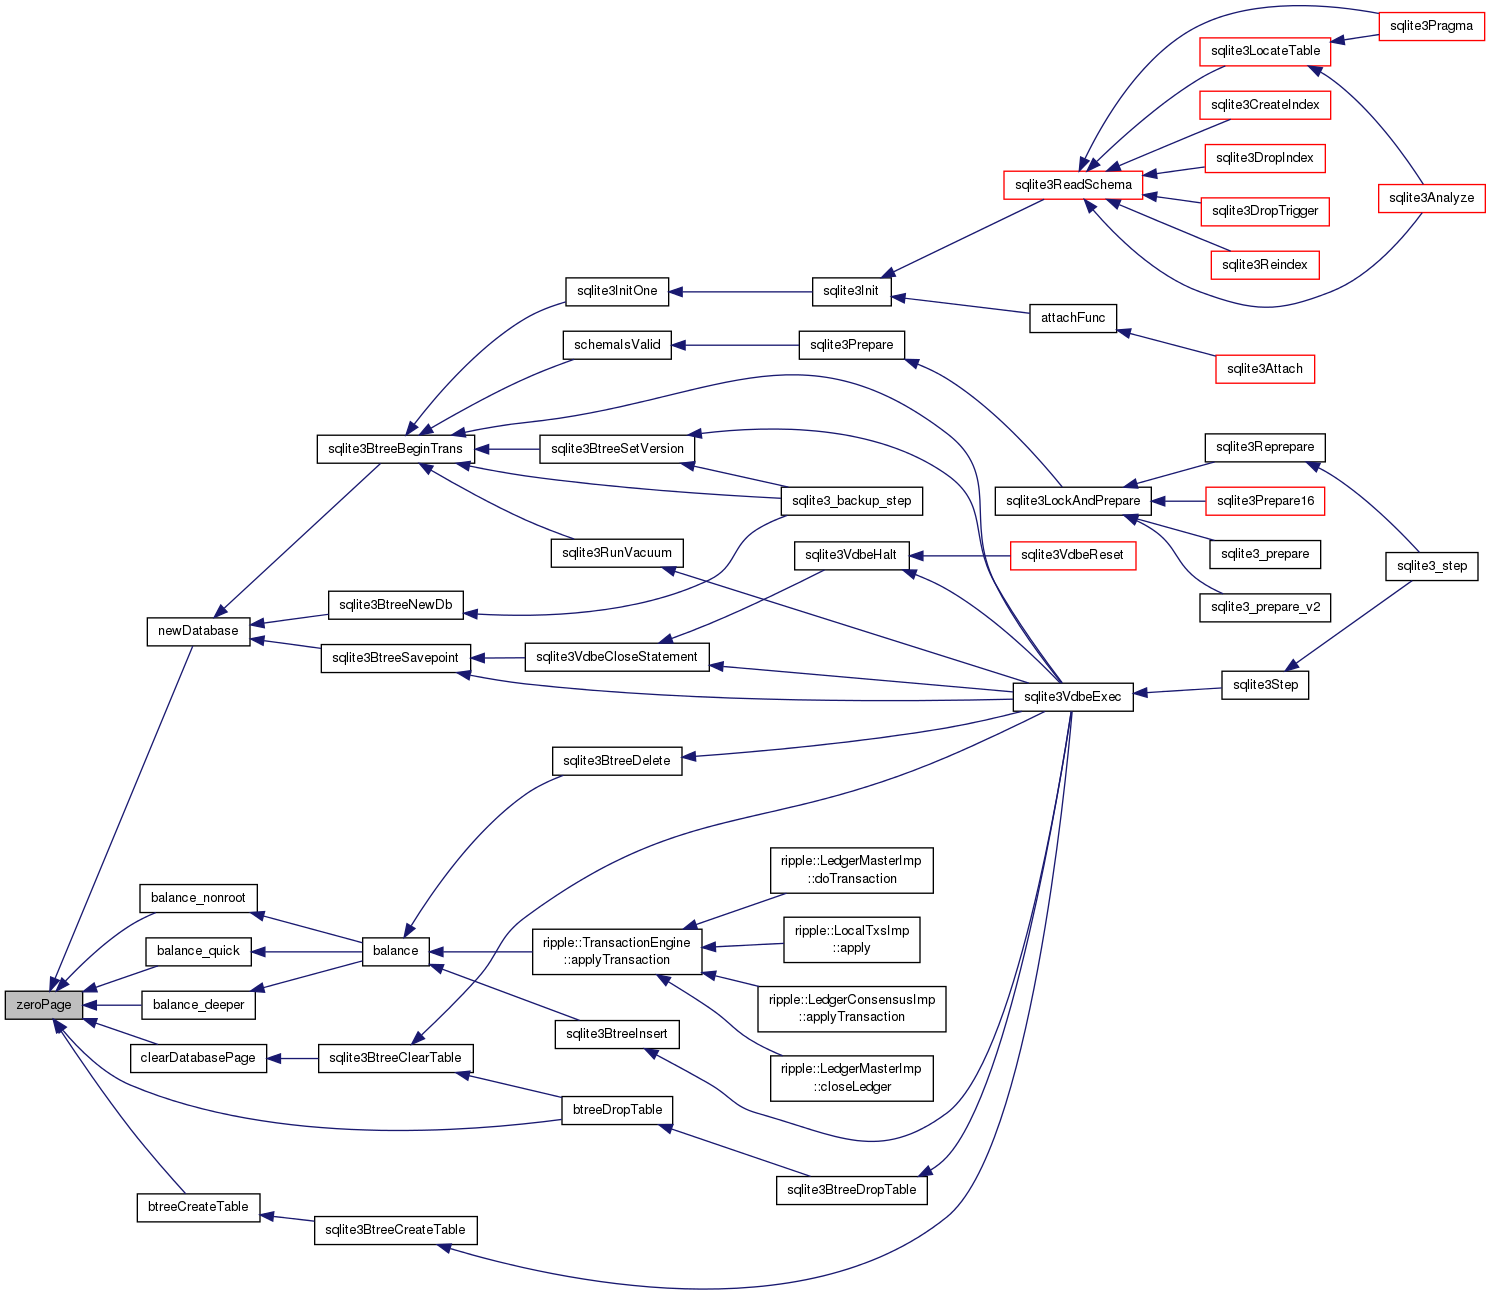 sqlite3Pragma
sqlite3LocateTable
sqlite3CreateIndex
sqlite3DropIndex
sqlite3ReadSchema
sqlite3Analyze
sqlite3DropTrigger
sqlite3Reindex
sqlite3InitOne
sqlite3Init
attachFunc
schemaIsValid
sqlite3Prepare
sqlite3Attach
sqlite3BtreeBeginTrans
sqlite3BtreeSetVersion
sqlite3Reprepare
sqlite3_backup_step
sqlite3LockAndPrepare
sqlite3Prepare16
sqlite3RunVacuum
sqlite3VdbeHalt
sqlite3VdbeReset
sqlite3_prepare
sqlite3_step
sqlite3BtreeNewDb
sqlite3_prepare_v2
newDatabase
sqlite3BtreeSavepoint
sqlite3VdbeCloseStatement
sqlite3VdbeExec
sqlite3Step
sqlite3BtreeDelete
ripple::LedgerMasterImp
::doTransaction
balance_nonroot
balance_quick
balance
ripple::TransactionEngine
::applyTransaction
ripple::LocalTxsImp
::apply
zeroPage
balance_deeper
ripple::LedgerConsensusImp
::applyTransaction
sqlite3BtreeInsert
clearDatabasePage
sqlite3BtreeClearTable
ripple::LedgerMasterImp
::closeLedger
btreeDropTable
sqlite3BtreeDropTable
btreeCreateTable
sqlite3BtreeCreateTable